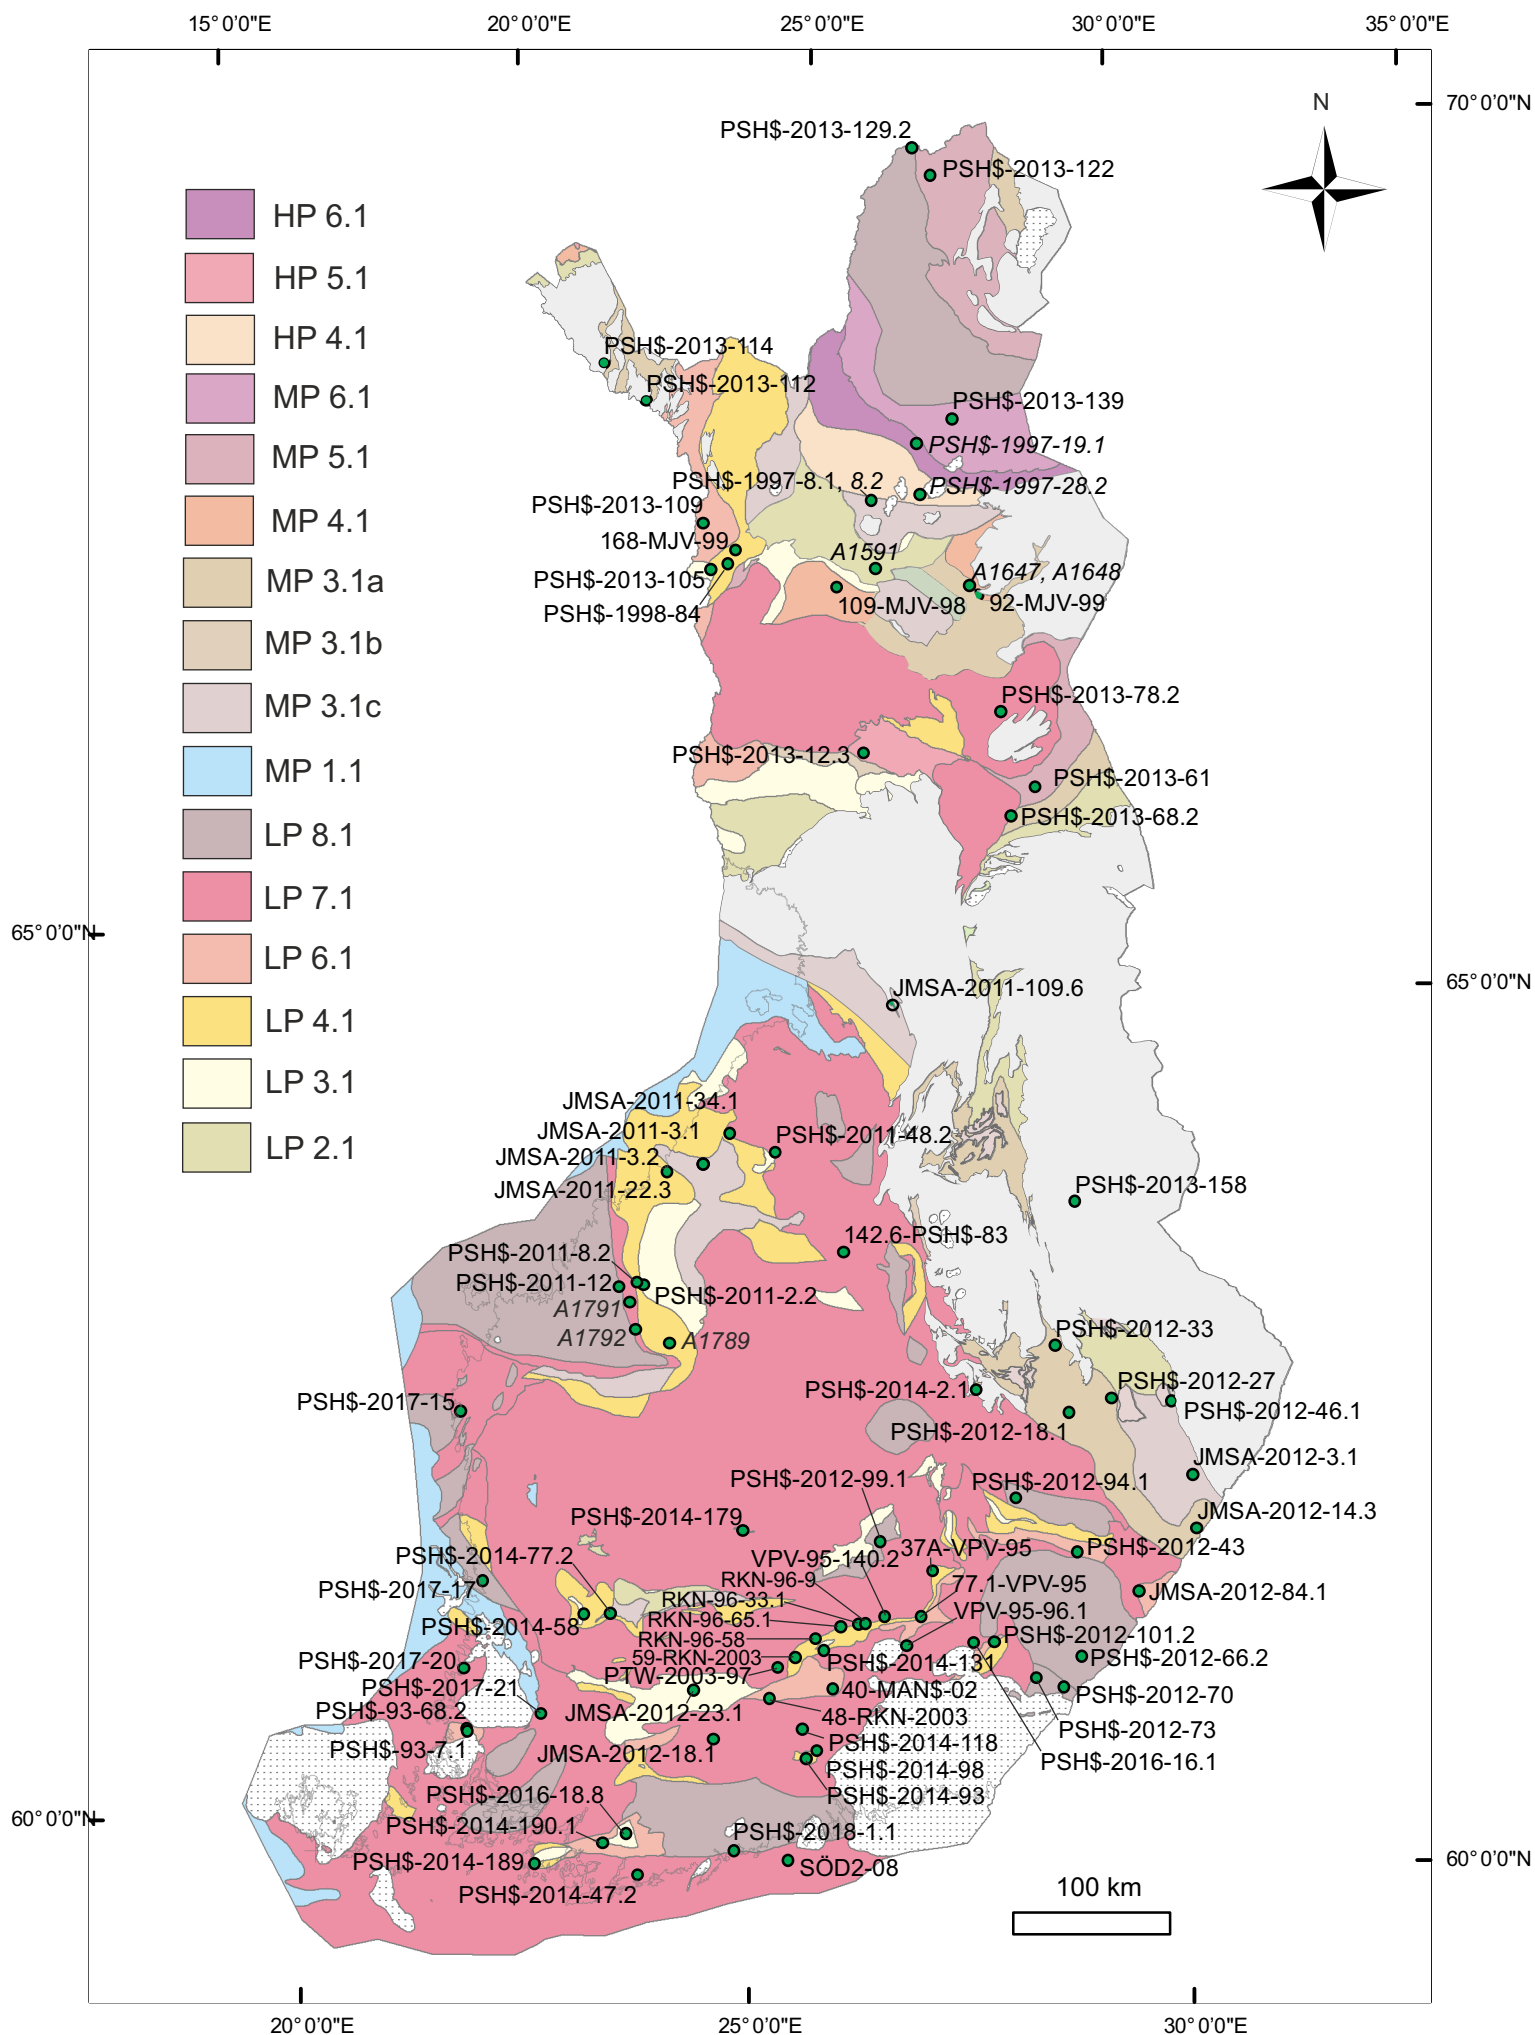 15°0'0"E 20°0'0"E 25°0'0"E 30°0'0"E 35°0'0"E
70°0'0"N
N
PSH$-2013-129.2
PSH$-2013-122
HP 6.1
HP 5.1
HP 4.1
MP 6.1
MP 5.1
MP 4.1
MP 3.1a
MP 3.1b
MP 3.1c
MP 1.1
LP 8.1
LP 7.1
LP 6.1
LP 4.1
LP 3.1
LP 2.1
PSH$-2013-114
PSH$-2013-112
PSH$-2013-139
PSH$-1997-19.1
PSH$-1997-8.1, 8.2
PSH$-1997-28.2
PSH$-2013-109
168-MJV-99
A1591
PSH$-2013-105
A1647, A1648
109-MJV-98
92-MJV-99
PSH$-1998-84
PSH$-2013-78.2
PSH$-2013-12.3
PSH$-2013-61
PSH$-2013-68.2
65°0'0"N
65°0'0"N
JMSA-2011-109.6
JMSA-2011-34.1
JMSA-2011-3.1
PSH$-2011-48.2
JMSA-2011-3.2
JMSA-2011-22.3
PSH$-2013-158
142.6-PSH$-83
PSH$-2011-8.2
PSH$-2011-12
PSH$-2011-2.2
A1791
A1792
A1789
PSH$-2012-33
PSH$-2014-2.1
PSH$-2012-27
PSH$-2017-15
PSH$-2012-46.1
PSH$-2012-18.1
JMSA-2012-3.1
PSH$-2012-99.1
PSH$-2012-94.1
JMSA-2012-14.3
PSH$-2014-179
PSH$-2012-43
37A-VPV-95
PSH$-2014-77.2
VPV-95-140.2
RKN-96-9
77.1-VPV-95
PSH$-2017-17
JMSA-2012-84.1
RKN-96-33.1
VPV-95-96.1
RKN-96-65.1
PSH$-2014-58
PSH$-2012-101.2
RKN-96-58
59-RKN-2003
PSH$-2012-66.2
PSH$-2017-20
PSH$-2014-131
PTW-2003-97
PSH$-2017-21
40-MAN$-02
PSH$-2012-70
PSH$-93-68.2
JMSA-2012-23.1
48-RKN-2003
PSH$-2012-73
PSH$-2014-118
PSH$-93-7.1
JMSA-2012-18.1
PSH$-2016-16.1
PSH$-2014-98
PSH$-2016-18.8
PSH$-2014-93
60°0'0"N
PSH$-2014-190.1
PSH$-2018-1.1
PSH$-2014-189
SÖD2-08
60°0'0"N
PSH$-2014-47.2
100 km
20°0'0"E 25°0'0"E 30°0'0"E